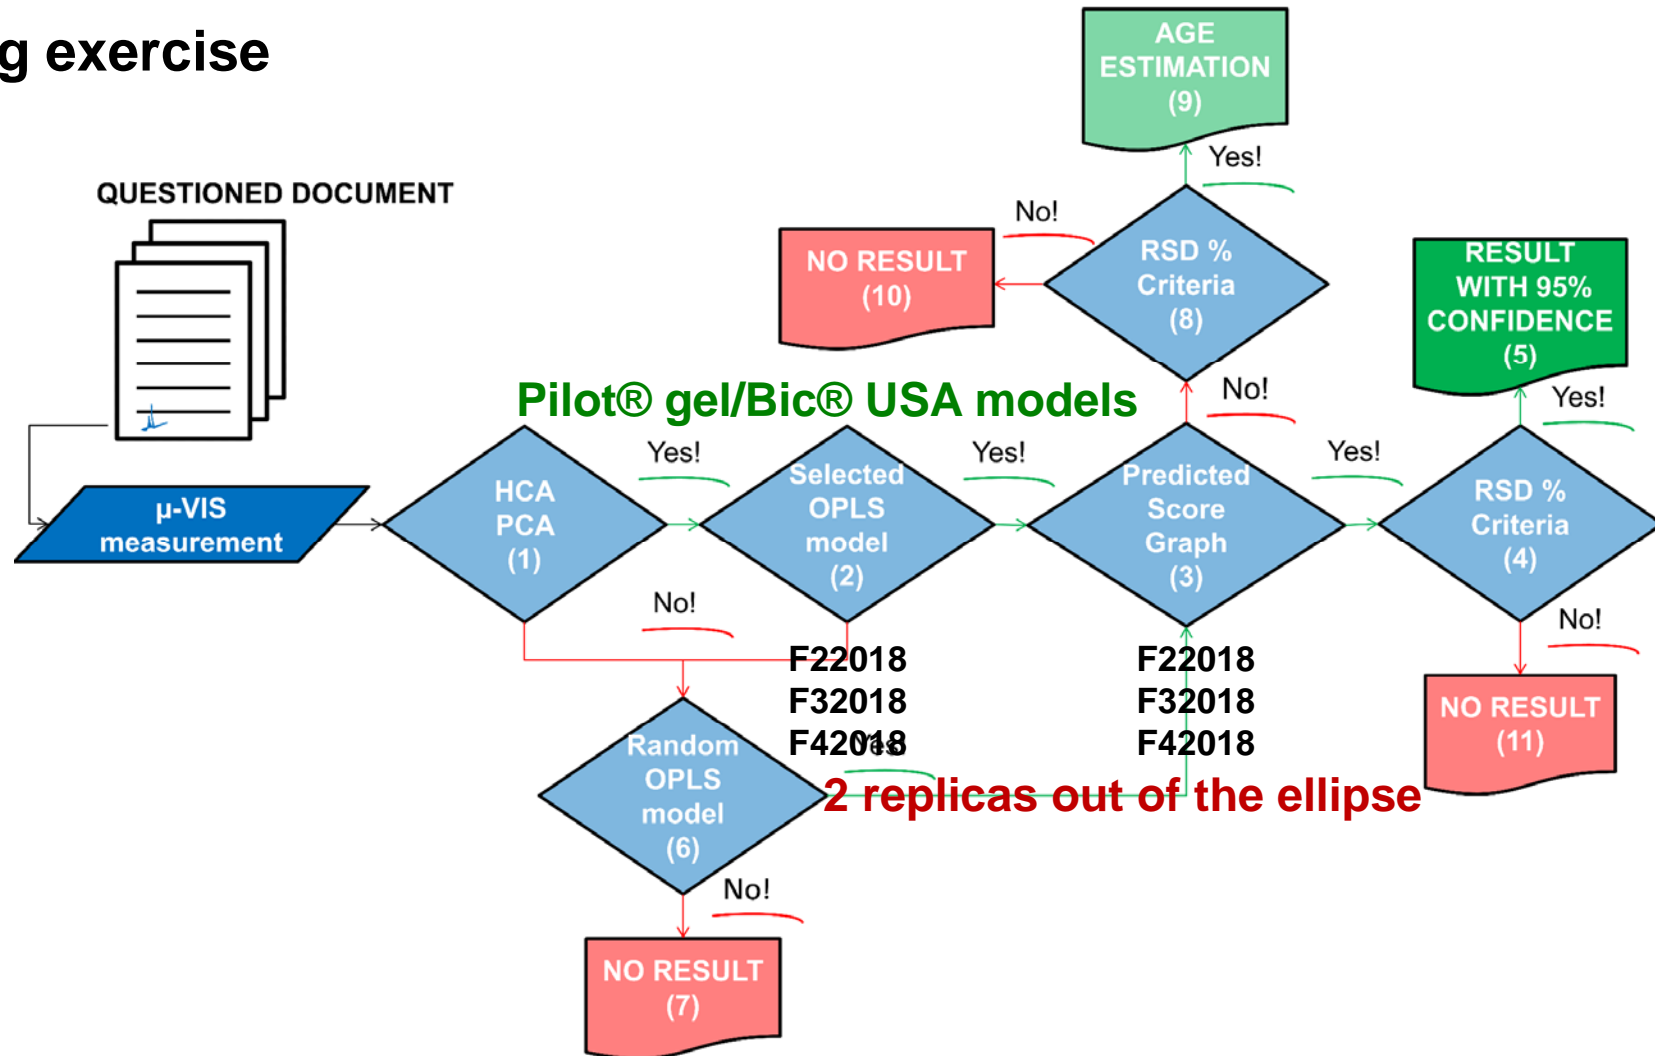 g exercise
AGE
ESTIMATION
(9)
Yes!
QUESTIONED DOCUMENT
No!
NO RESULT
(10)
RSD %
Criteria
(8)
RESULT
WITH 95%
CONFIDENCE
(5)
Pilot® gel/Bic® USA models
No!
Yes!
µ-VIS
measurement
HCA
PCA
(1)
Yes!
Selected
OPLS
model
(2)
Yes!
Predicted
Score
Graph
(3)
Yes!
RSD %
Criteria
(4)
No!
No!
NO RESULT
(11)
F22018
F32018
F42018
F22018
F32018
F42018
Random
OPLS
model
(6)
Yes!
2 replicas out of the ellipse
No!
NO RESULT
(7)